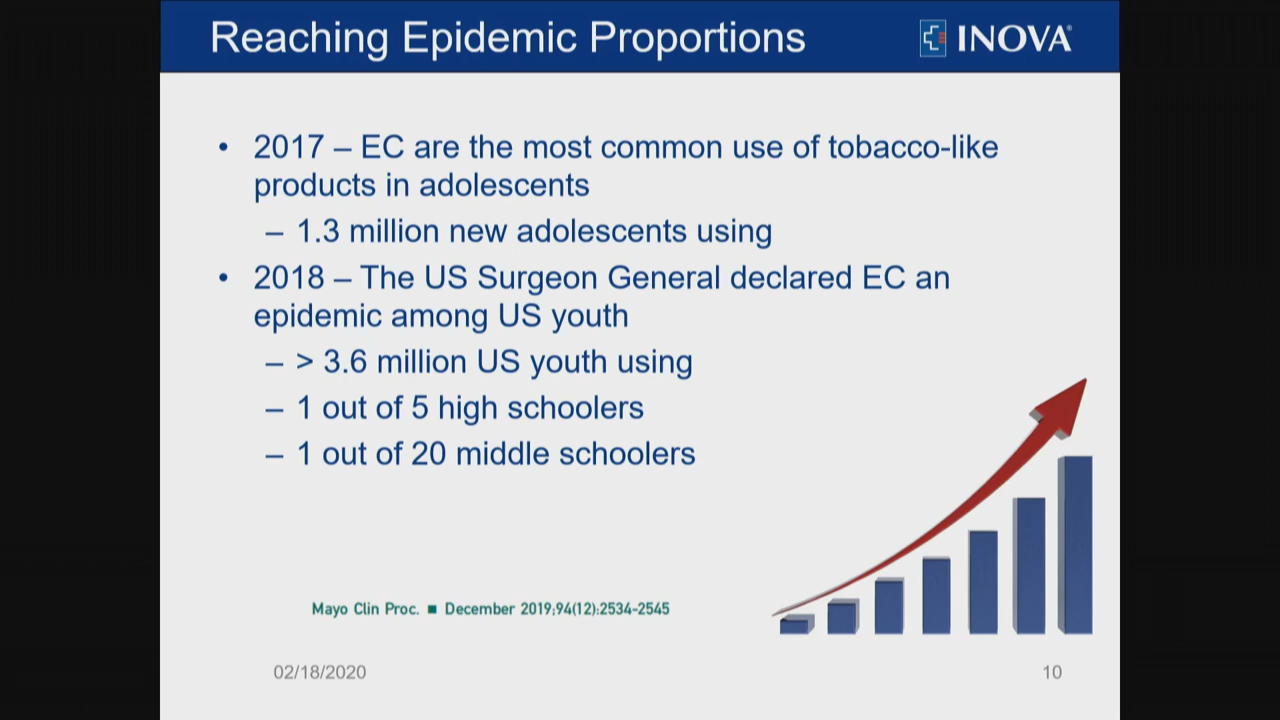 Reaching Epidemic Proportions
INOVA®
• 2017 – EC are the most common use of tobacco-like
products in adolescents
– 1.3 million new adolescents using
• 2018 – The US Surgeon General declared EC an
epidemic among US youth
– > 3.6 million US youth using
– 1 out of 5 high schoolers
– 1 out of 20 middle schoolers
Mayo Clin Proc. ■ December 2019;94(12):2534-2545
02/18/2020
10